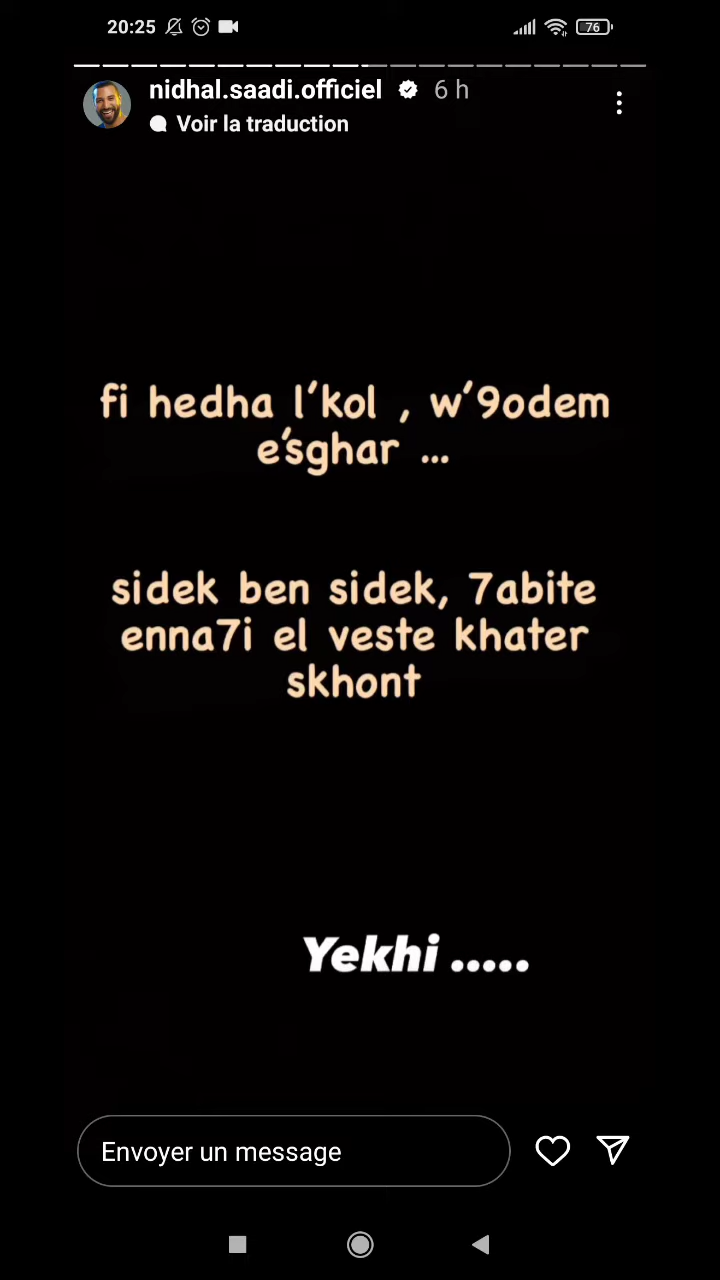 20:25
76
nidhal.saadi.officiel 6 h
Voir la traduction
fi hedha l'kol , w'9odem
e'sghar ...
sidek ben sidek, 7abite
enna7i el veste khater
skhont
Yekhi .....
Envoyer un message